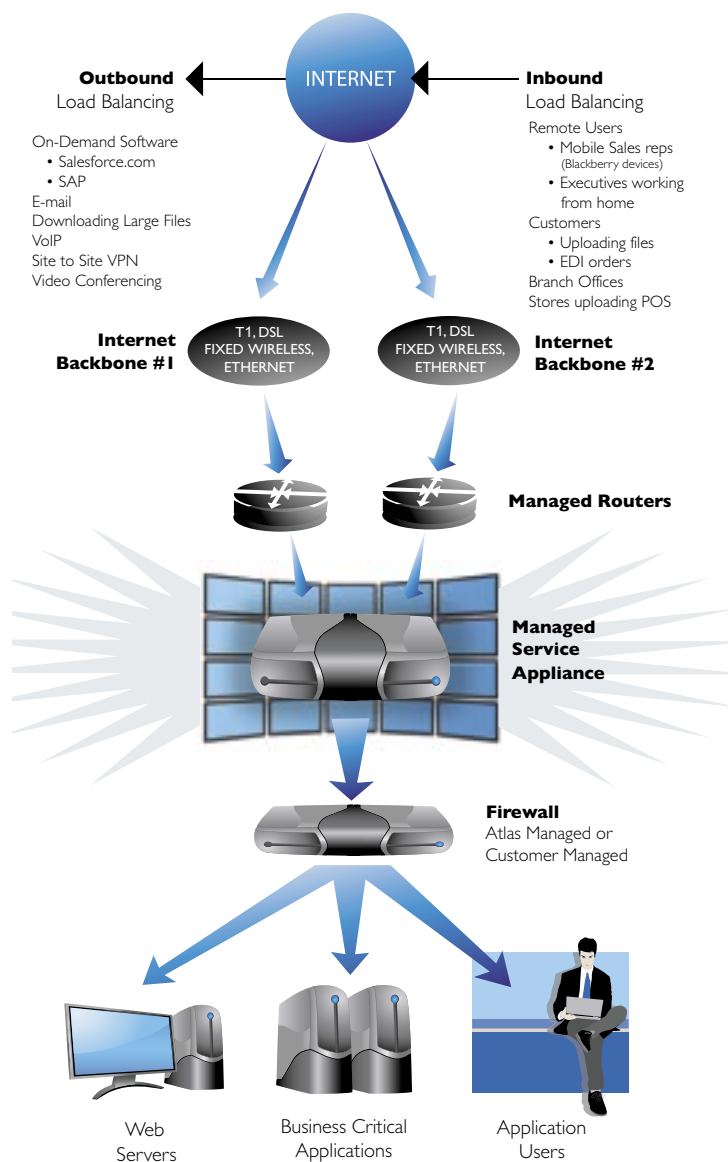 INTERNET
Outbound
Load Balancing
On-Demand Software
• Salesforce.com
• SAP
E-mail
Downloading Large Files
VoIP
Site to Site VPN
Video Conferencing
Inbound
Load Balancing
Remote Users
• Mobile Sales reps
(Blackberry devices)
• Executives working
from home
Customers
• Uploading files
• EDI orders
Branch Offices
Stores uploading POS
Internet
Backbone #1
T1, DSL
FIXED WIRELESS,
ETHERNET
T1, DSL
FIXED WIRELESS,
ETHERNET
Internet
Backbone #2
Managed Routers
Managed
Service
Appliance
Firewall
Atlas Managed or
Customer Managed
Web
Servers
Business Critical
Applications
Application
Users